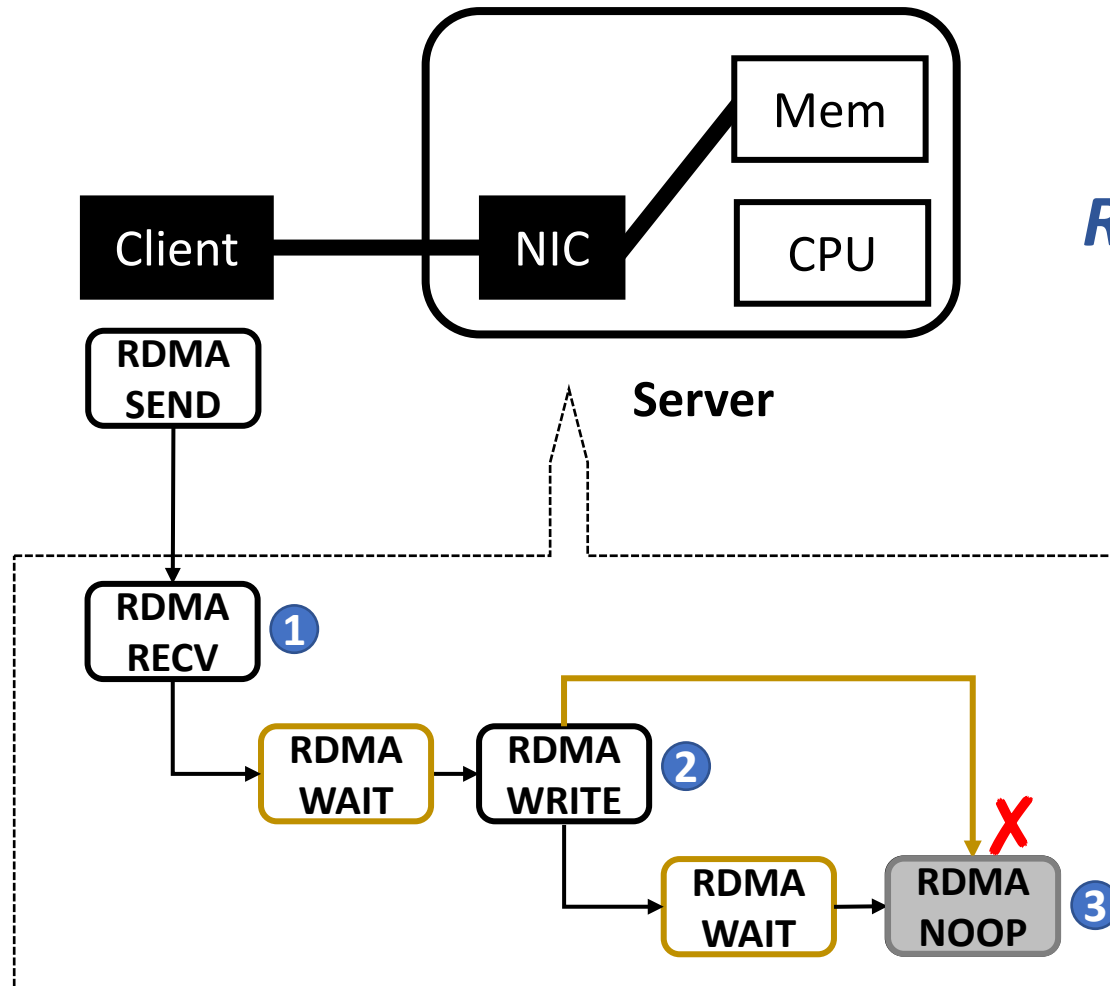 Mem
Client
NIC
CPU
R
RDMA
SEND
Server
RDMA
RECV
1
RDMA
WAIT
RDMA
WRITE
2
RDMA
WAIT
RDMA
NOOP
3